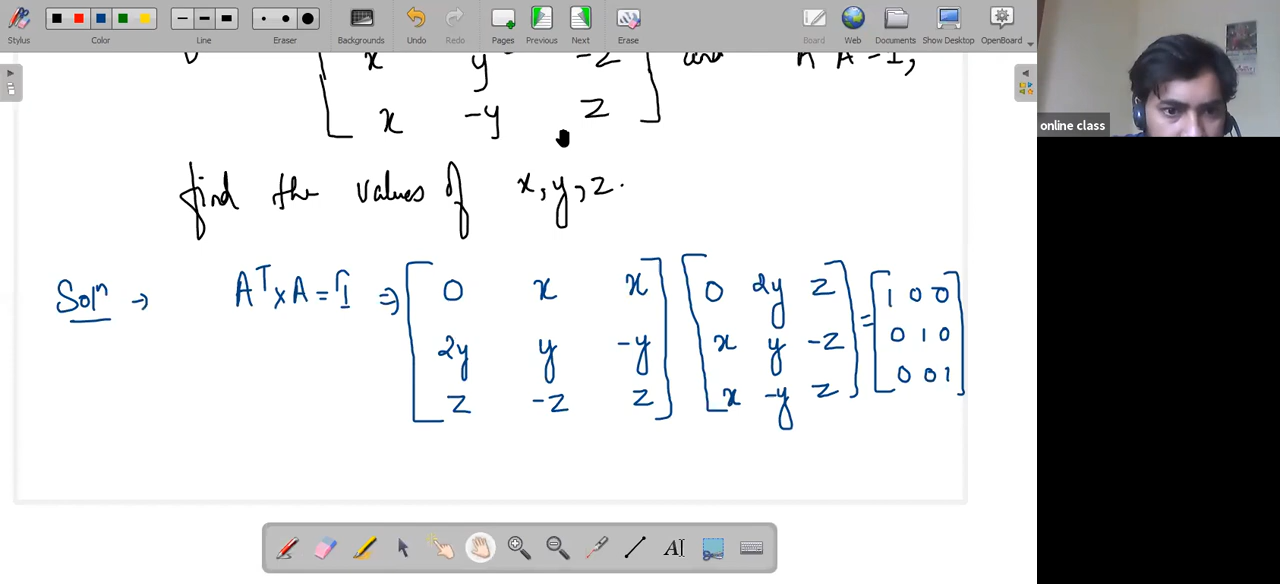 Stylus Color Line Eraser Backgrounds Undo Redo Pages Previous Next Erase Board Web Documents Show Desktop OpenBoard
x y -z and A =I,
x -y z
online class
find the values of x, y, z.
Solⁿ → Aᵀ x A = I ⇒ [ 0 x x ] [ 0 2y z ] = [ 1 0 0 ]
2y y -y x y -z 0 1 0
z -z z x -y z 0 0 1